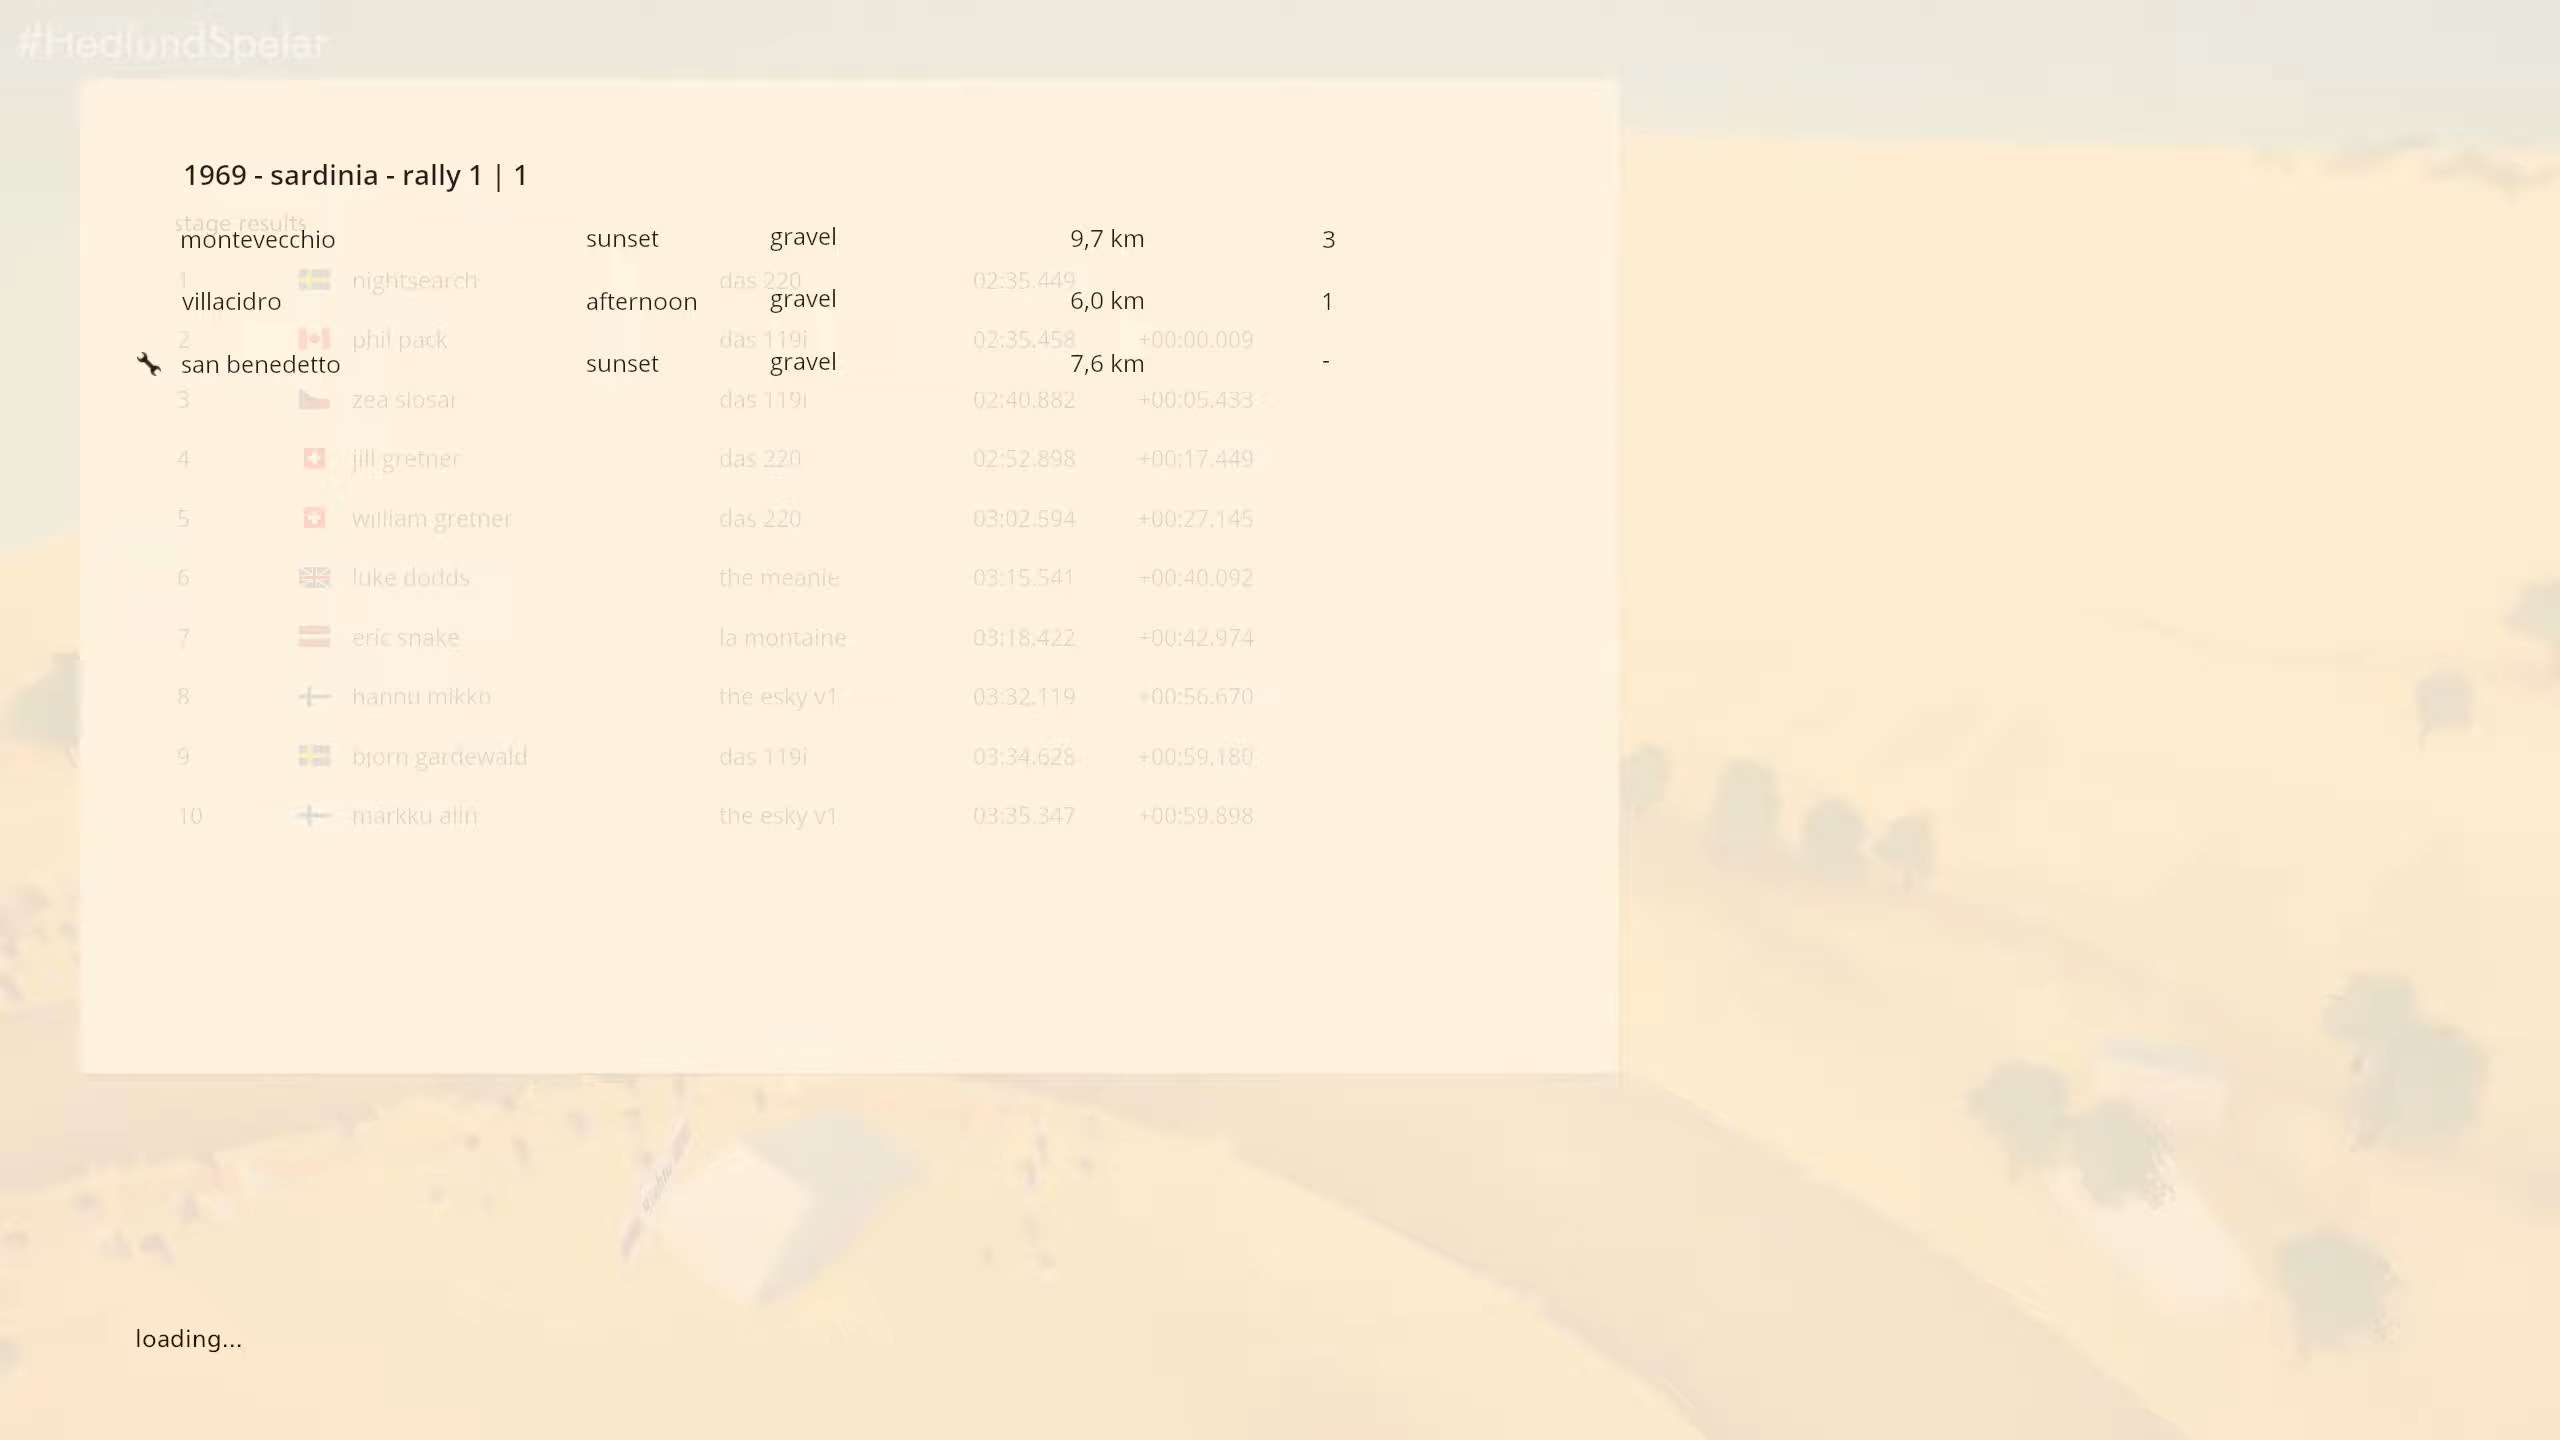 #HedlundSpelar
1969 - sardinia - rally 1 | 1
stage results
montevecchio sunset gravel 9,7 km 3
1 nightsearch das 220 02:35.449
villacidro afternoon gravel 6,0 km 1
2 phil pack das 119i 02:35.458 +00:00.009
san benedetto sunset gravel 7,6 km -
3 zea slosar das 119i 02:40.882 +00:05.433
4 jill gretner das 220 02:52.898 +00:17.449
5 william gretner das 220 03:02.594 +00:27.145
6 luke dodds the meanie 03:15.541 +00:40.092
7 eric snake la montaine 03:18.422 +00:42.974
8 hannu mikko the esky v1 03:32.119 +00:56.670
9 bjorn gardewald das 119i 03:34.628 +00:59.180
10 markku alin the esky v1 03:35.347 +00:59.898
loading...